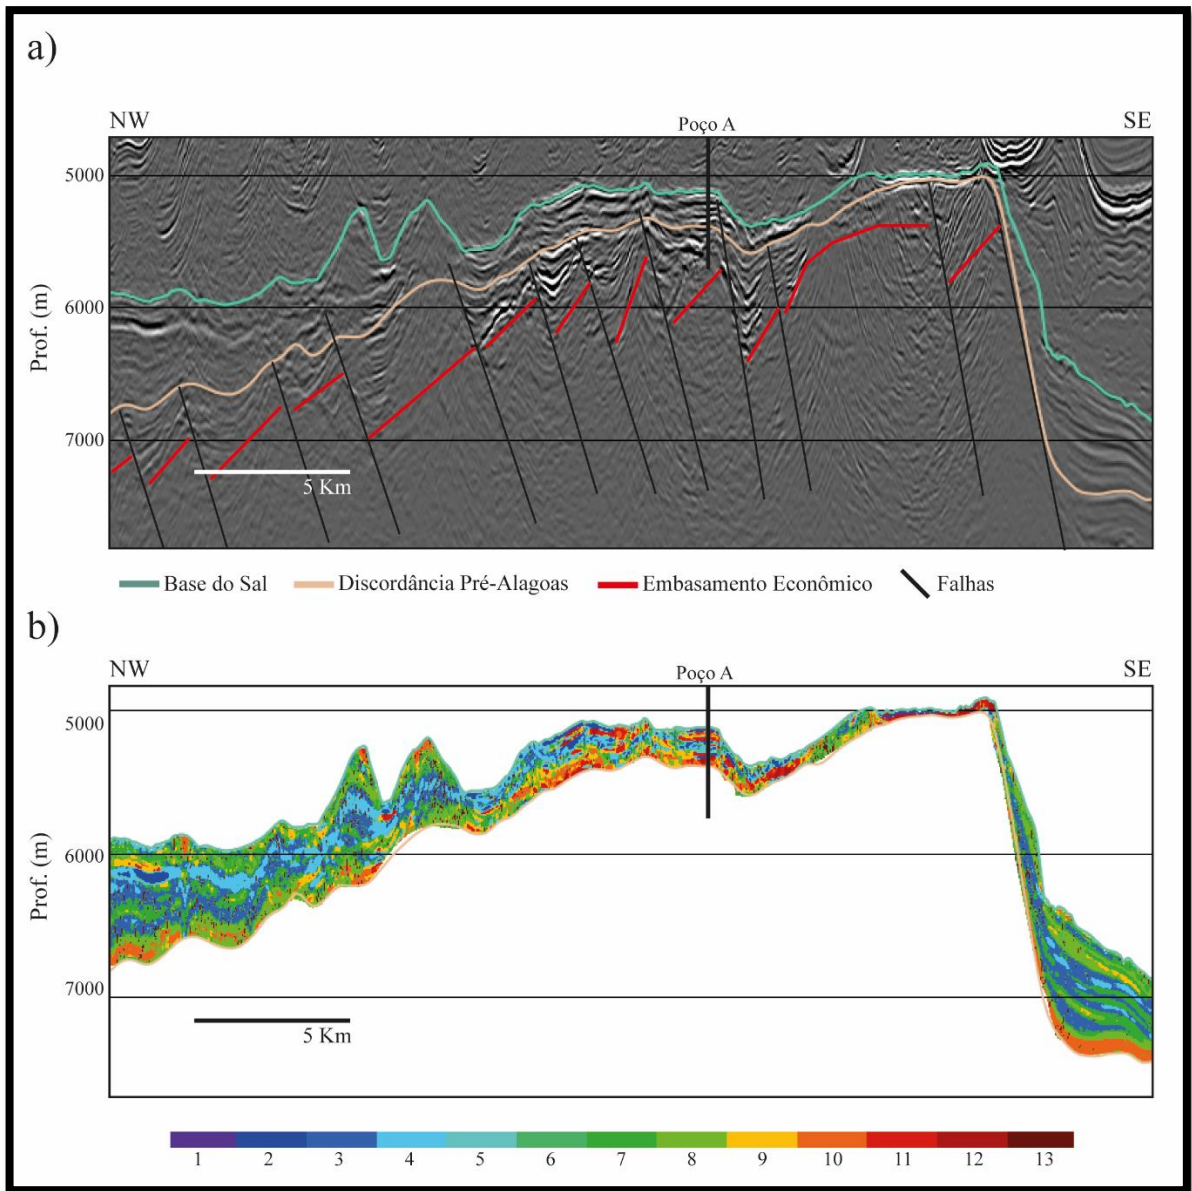 a)
NW
Poço A
SE
5000
6000
7000
Prof. (m)
5 Km
Base do Sal
Discordância Pré-Alagoas
Embasamento Econômico
Falhas
b)
NW
Poço A
SE
5000
6000
7000
Prof. (m)
5 Km
1 2 3 4 5 6 7 8 9 10 11 12 13